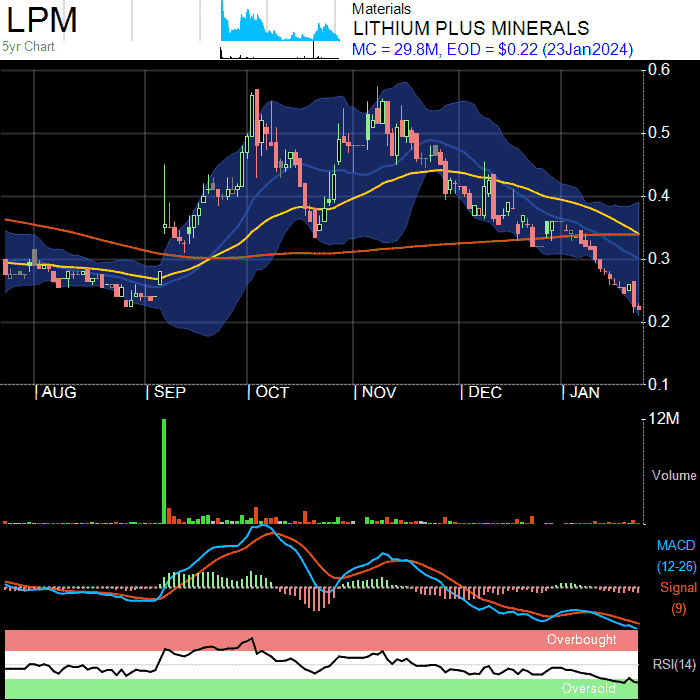 LPM
5yr Chart
Materials
LITHIUM PLUS MINERALS
MC = 29.8M, EOD = $0.22 (23Jan2024)
0.6
0.5
0.4
0.3
0.2
0.1
AUG
SEP
OCT
NOV
DEC
JAN
12M
Volume
MACD
(12-26)
Signal
(9)
Overbought
RSI(14)
Oversold